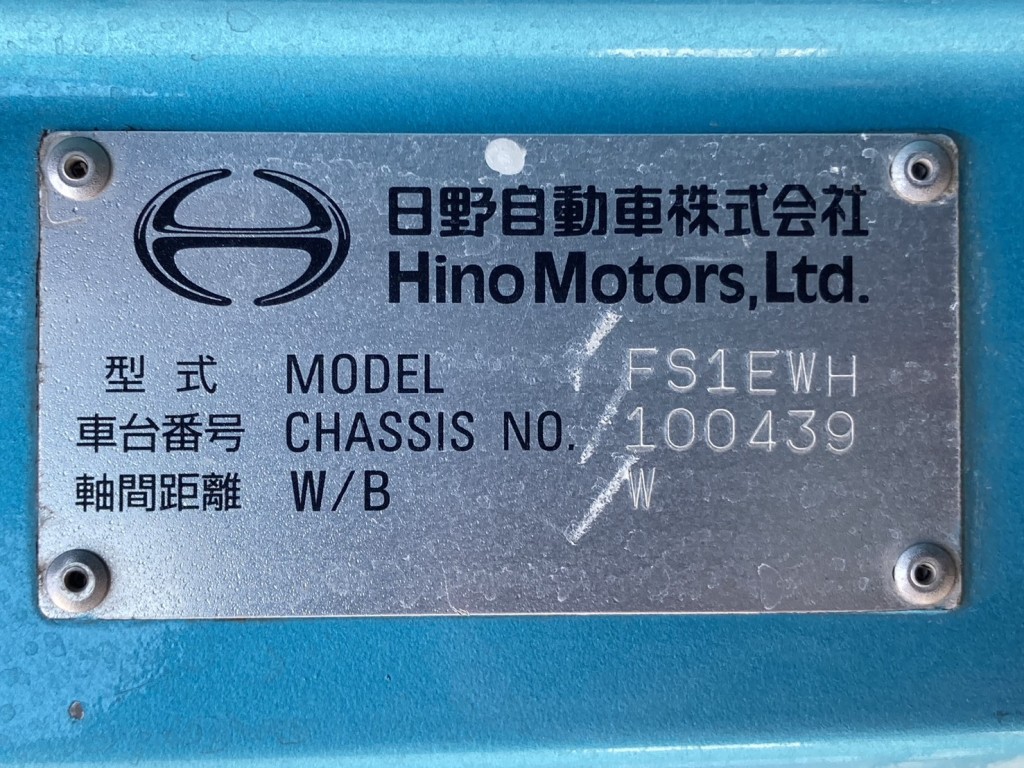 日野自動車株式会社
Hino Motors, Ltd.
型式 MODEL FS1EWH
車台番号 CHASSIS NO. 100439
軸間距離 W/B W